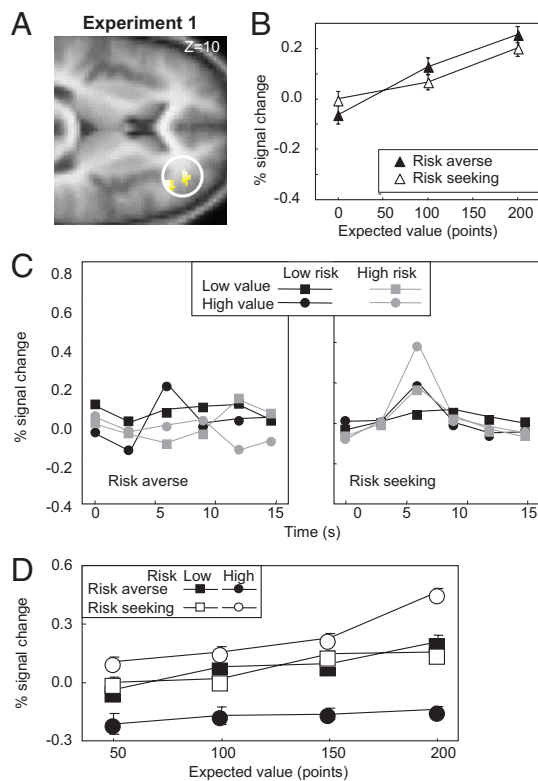 Experiment 1
A
Z=10
B
0.2
0.0
-0.2
-0.4
% signal change
Risk averse
Risk seeking
0 100 200
Expected value (points)
C
0.8
0.6
0.4
0.2
0.0
-0.2
-0.4
% signal change
Low risk High risk
Low value
High value
Risk averse
Risk seeking
0 5 10 15
0 5 10 15
Time (s)
D
0.6
0.3
0.0
-0.3
% signal change
Risk Low High
Risk averse
Risk seeking
50 100 150 200
Expected value (points)